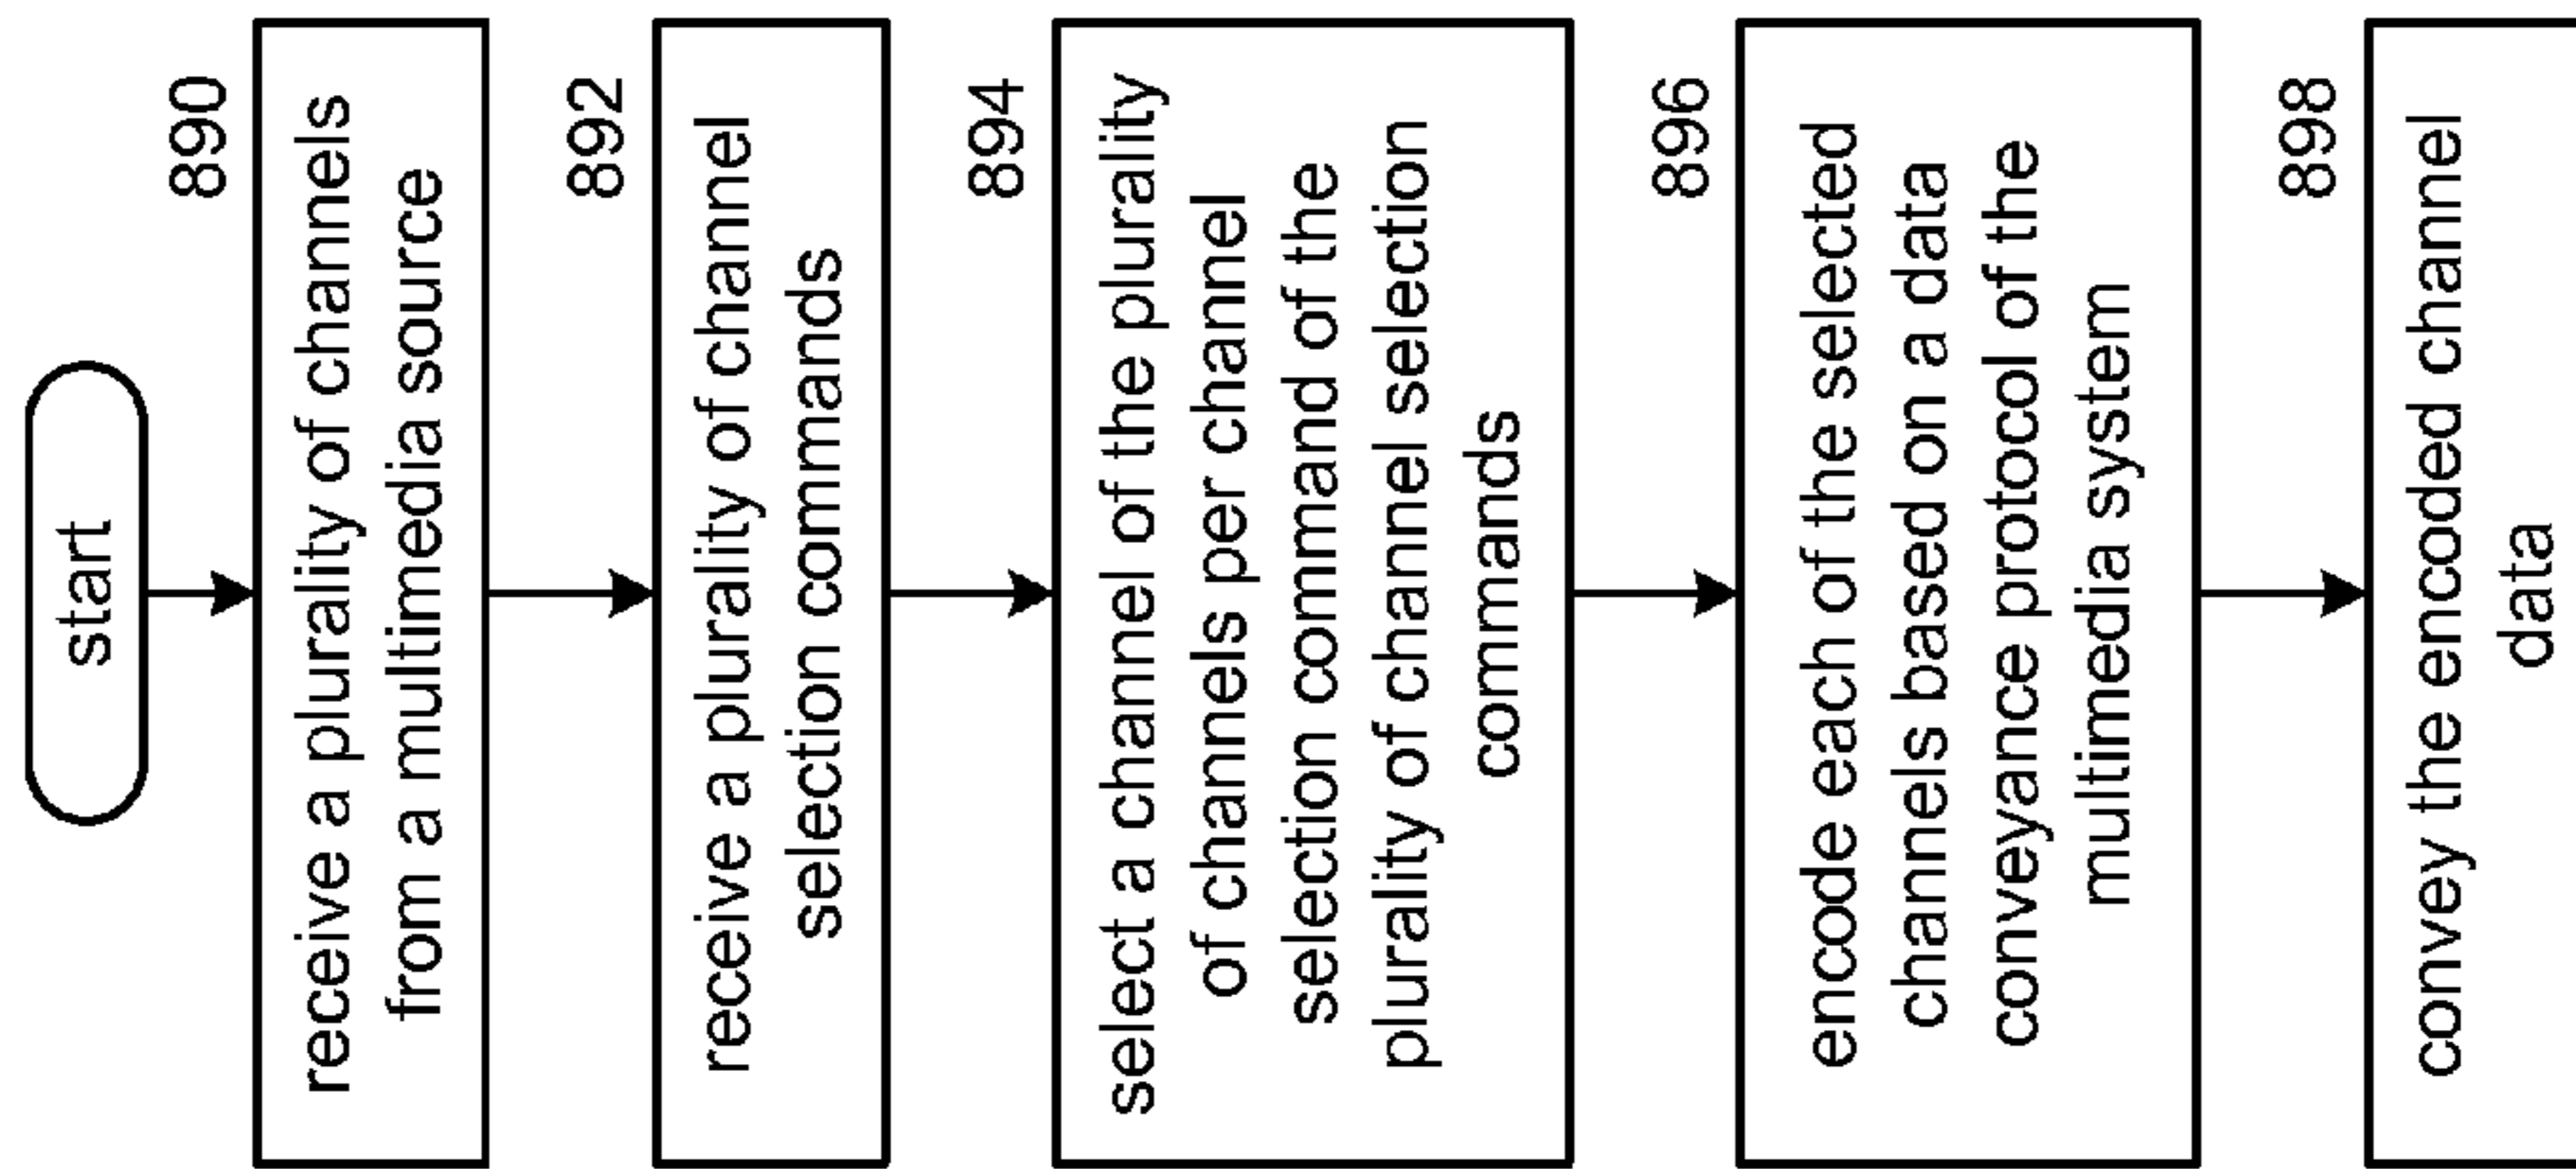 start
890
receive a plurality of channels
from a multimedia source
892
receive a plurality of channel
selection commands
894
select a channel of the plurality
of channels per channel
selection command of the
plurality of channel selection
commands
896
encode each of the selected
channels based on a data
conveyance protocol of the
multimedia system
898
convey the encoded channel
data